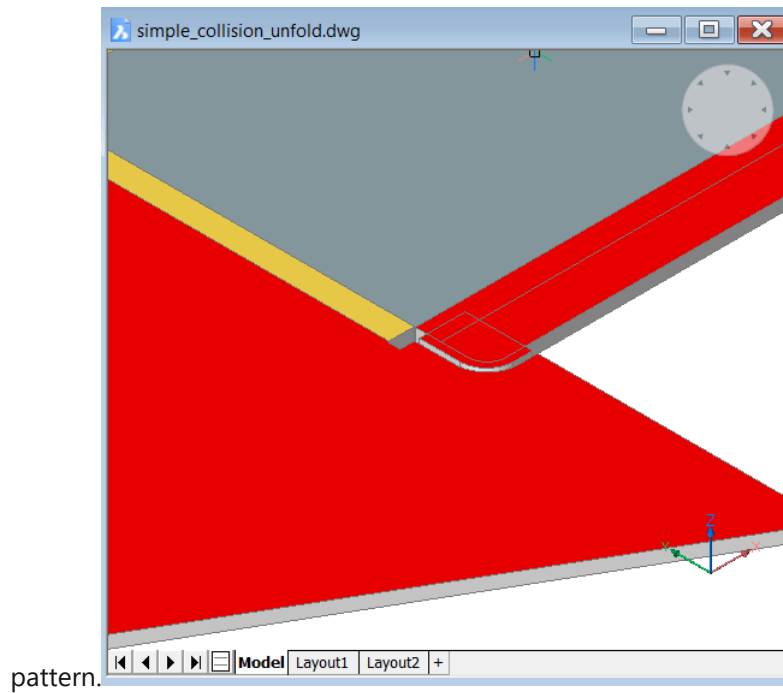 simple_collision_unfold.dwg
Z
Y
X
Model Layout1 Layout2 +
pattern.